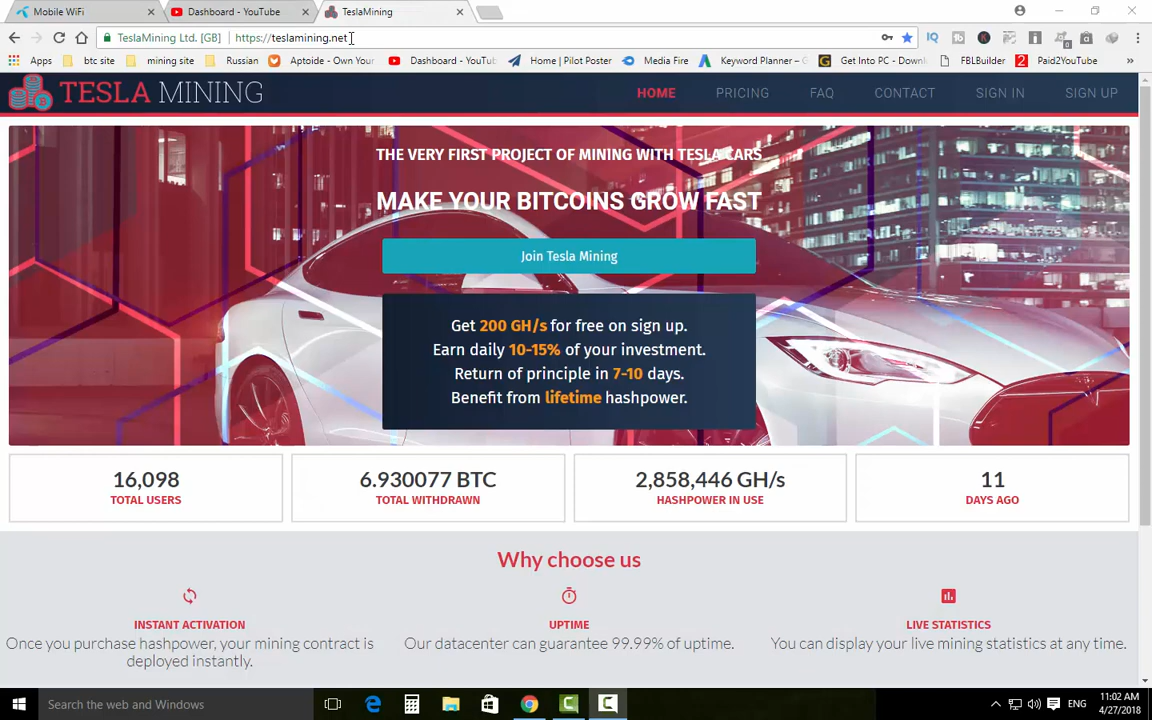 Mobile WiFi
Dashboard - YouTube
TeslaMining
TeslaMining Ltd. [GB]
https://teslamining.net
Apps
btc site
mining site
Russian
Aptoide - Own Your
Dashboard - YouTub
Home | Pilot Poster
Media Fire
Keyword Planner –
Get Into PC - Downl
FBLBuilder
Paid2YouTube
TESLA MINING
HOME
PRICING
FAQ
CONTACT
SIGN IN
SIGN UP
THE VERY FIRST PROJECT OF MINING WITH TESLA CARS
MAKE YOUR BITCOINS GROW FAST
Join Tesla Mining
Get 200 GH/s for free on sign up.
Earn daily 10-15% of your investment.
Return of principle in 7-10 days.
Benefit from lifetime hashpower.
16,098
TOTAL USERS
6.930077 BTC
TOTAL WITHDRAWN
2,858,446 GH/s
HASHPOWER IN USE
11
DAYS AGO
Why choose us
INSTANT ACTIVATION
Once you purchase hashpower, your mining contract is
deployed instantly.
UPTIME
Our datacenter can guarantee 99.99% of uptime.
LIVE STATISTICS
You can display your live mining statistics at any time.
Search the web and Windows
ENG
11:02 AM
4/27/2018